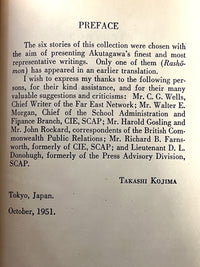 PREFACE
The six stories of this collection were chosen with
the aim of presenting Akutagawa's finest and most
representative writings. Only one of them (Rashō-
mon) has appeared in an earlier translation.
I wish to express my thanks to the following per-
sons, for their kind assistance, and for their many
valuable suggestions and criticisms: Mr. C. G. Wells,
Chief Writer of the Far East Network; Mr. Walter E.
Morgan, Chief of the School Administration and
Finance Branch, CIE, SCAP; Mr. Harold Gosling and
Mr. John Rockard, correspondents of the British Com-
monwealth Public Relations; Mr. Richard B. Farns-
worth, formerly of CIE, SCAP; and Lieutenant D. L.
Donohugh, formerly of the Press Advisory Division,
SCAP.
TAKASHI KOJIMA
Tokyo, Japan.
October, 1951.